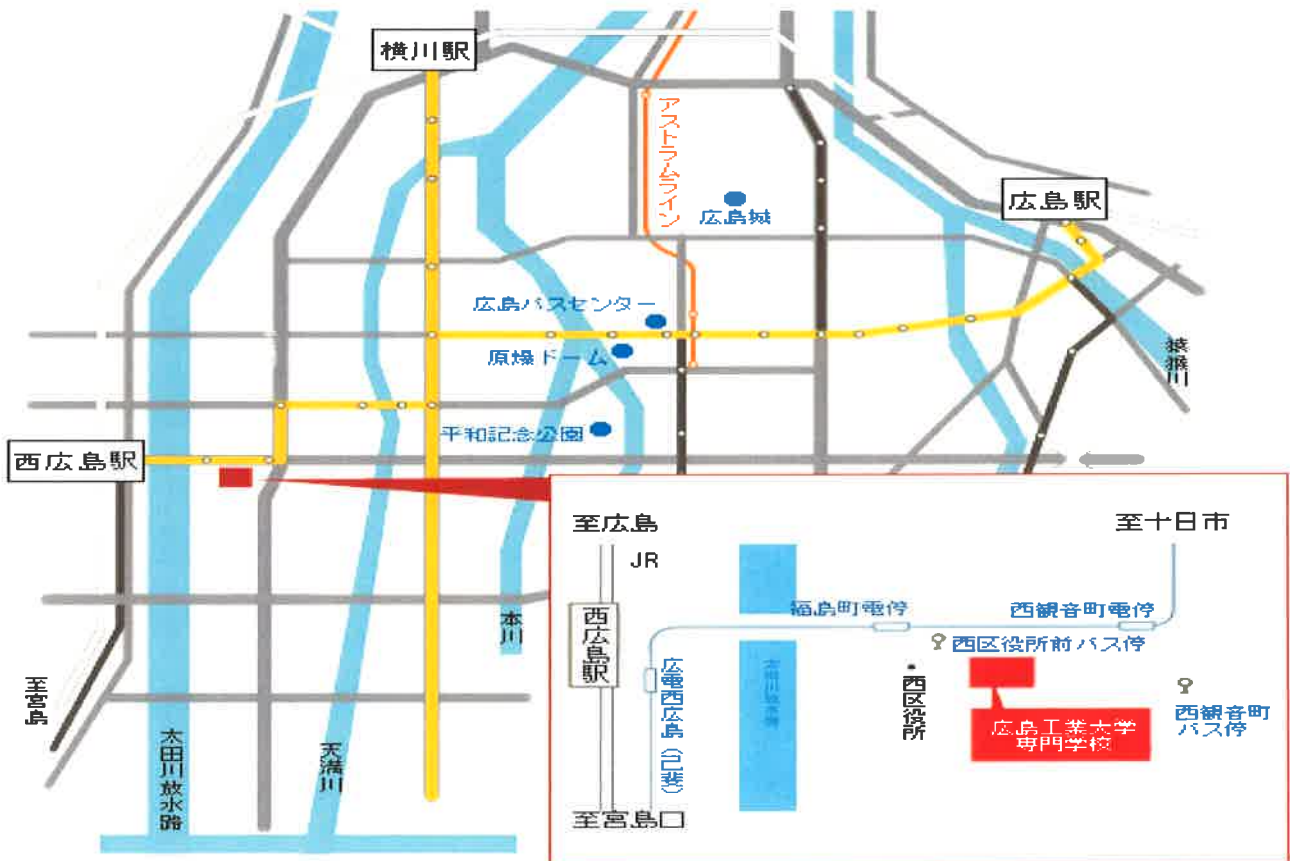 横川駅
アストラムライン
広島城
広島駅
広島バスセンター
原爆ドーム
猿猴川
平和記念公園
西広島駅
至広島
至十日市
JR
西広島駅
福島町電停
西観音町電停
西区役所前バス停
広電西広島(己斐)
太田川放水路
西区役所
広島工業大学
専門学校
西観音町
バス停
至宮島口
本川
至宮島
太田川放水路
天満川